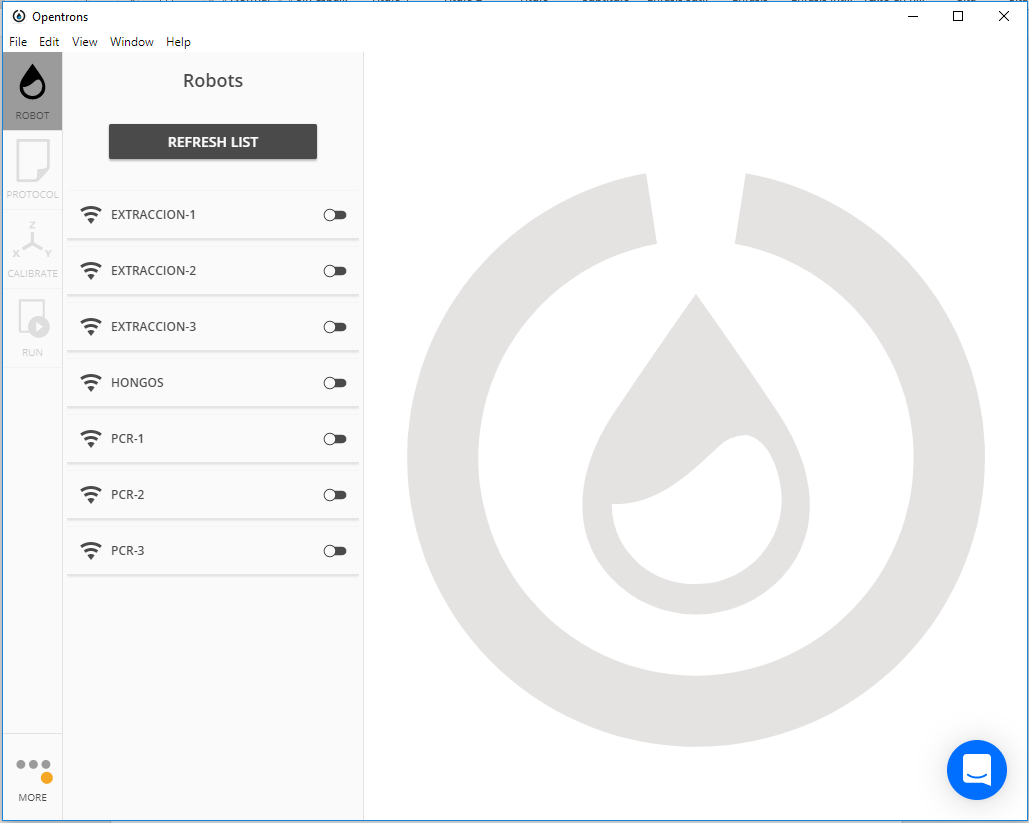 Opentrons
File Edit View Window Help
ROBOT
PROTOCOL
Z
X Y
CALIBRATE
RUN
MORE
Robots
REFRESH LIST
EXTRACCION-1
EXTRACCION-2
EXTRACCION-3
HONGOS
PCR-1
PCR-2
PCR-3